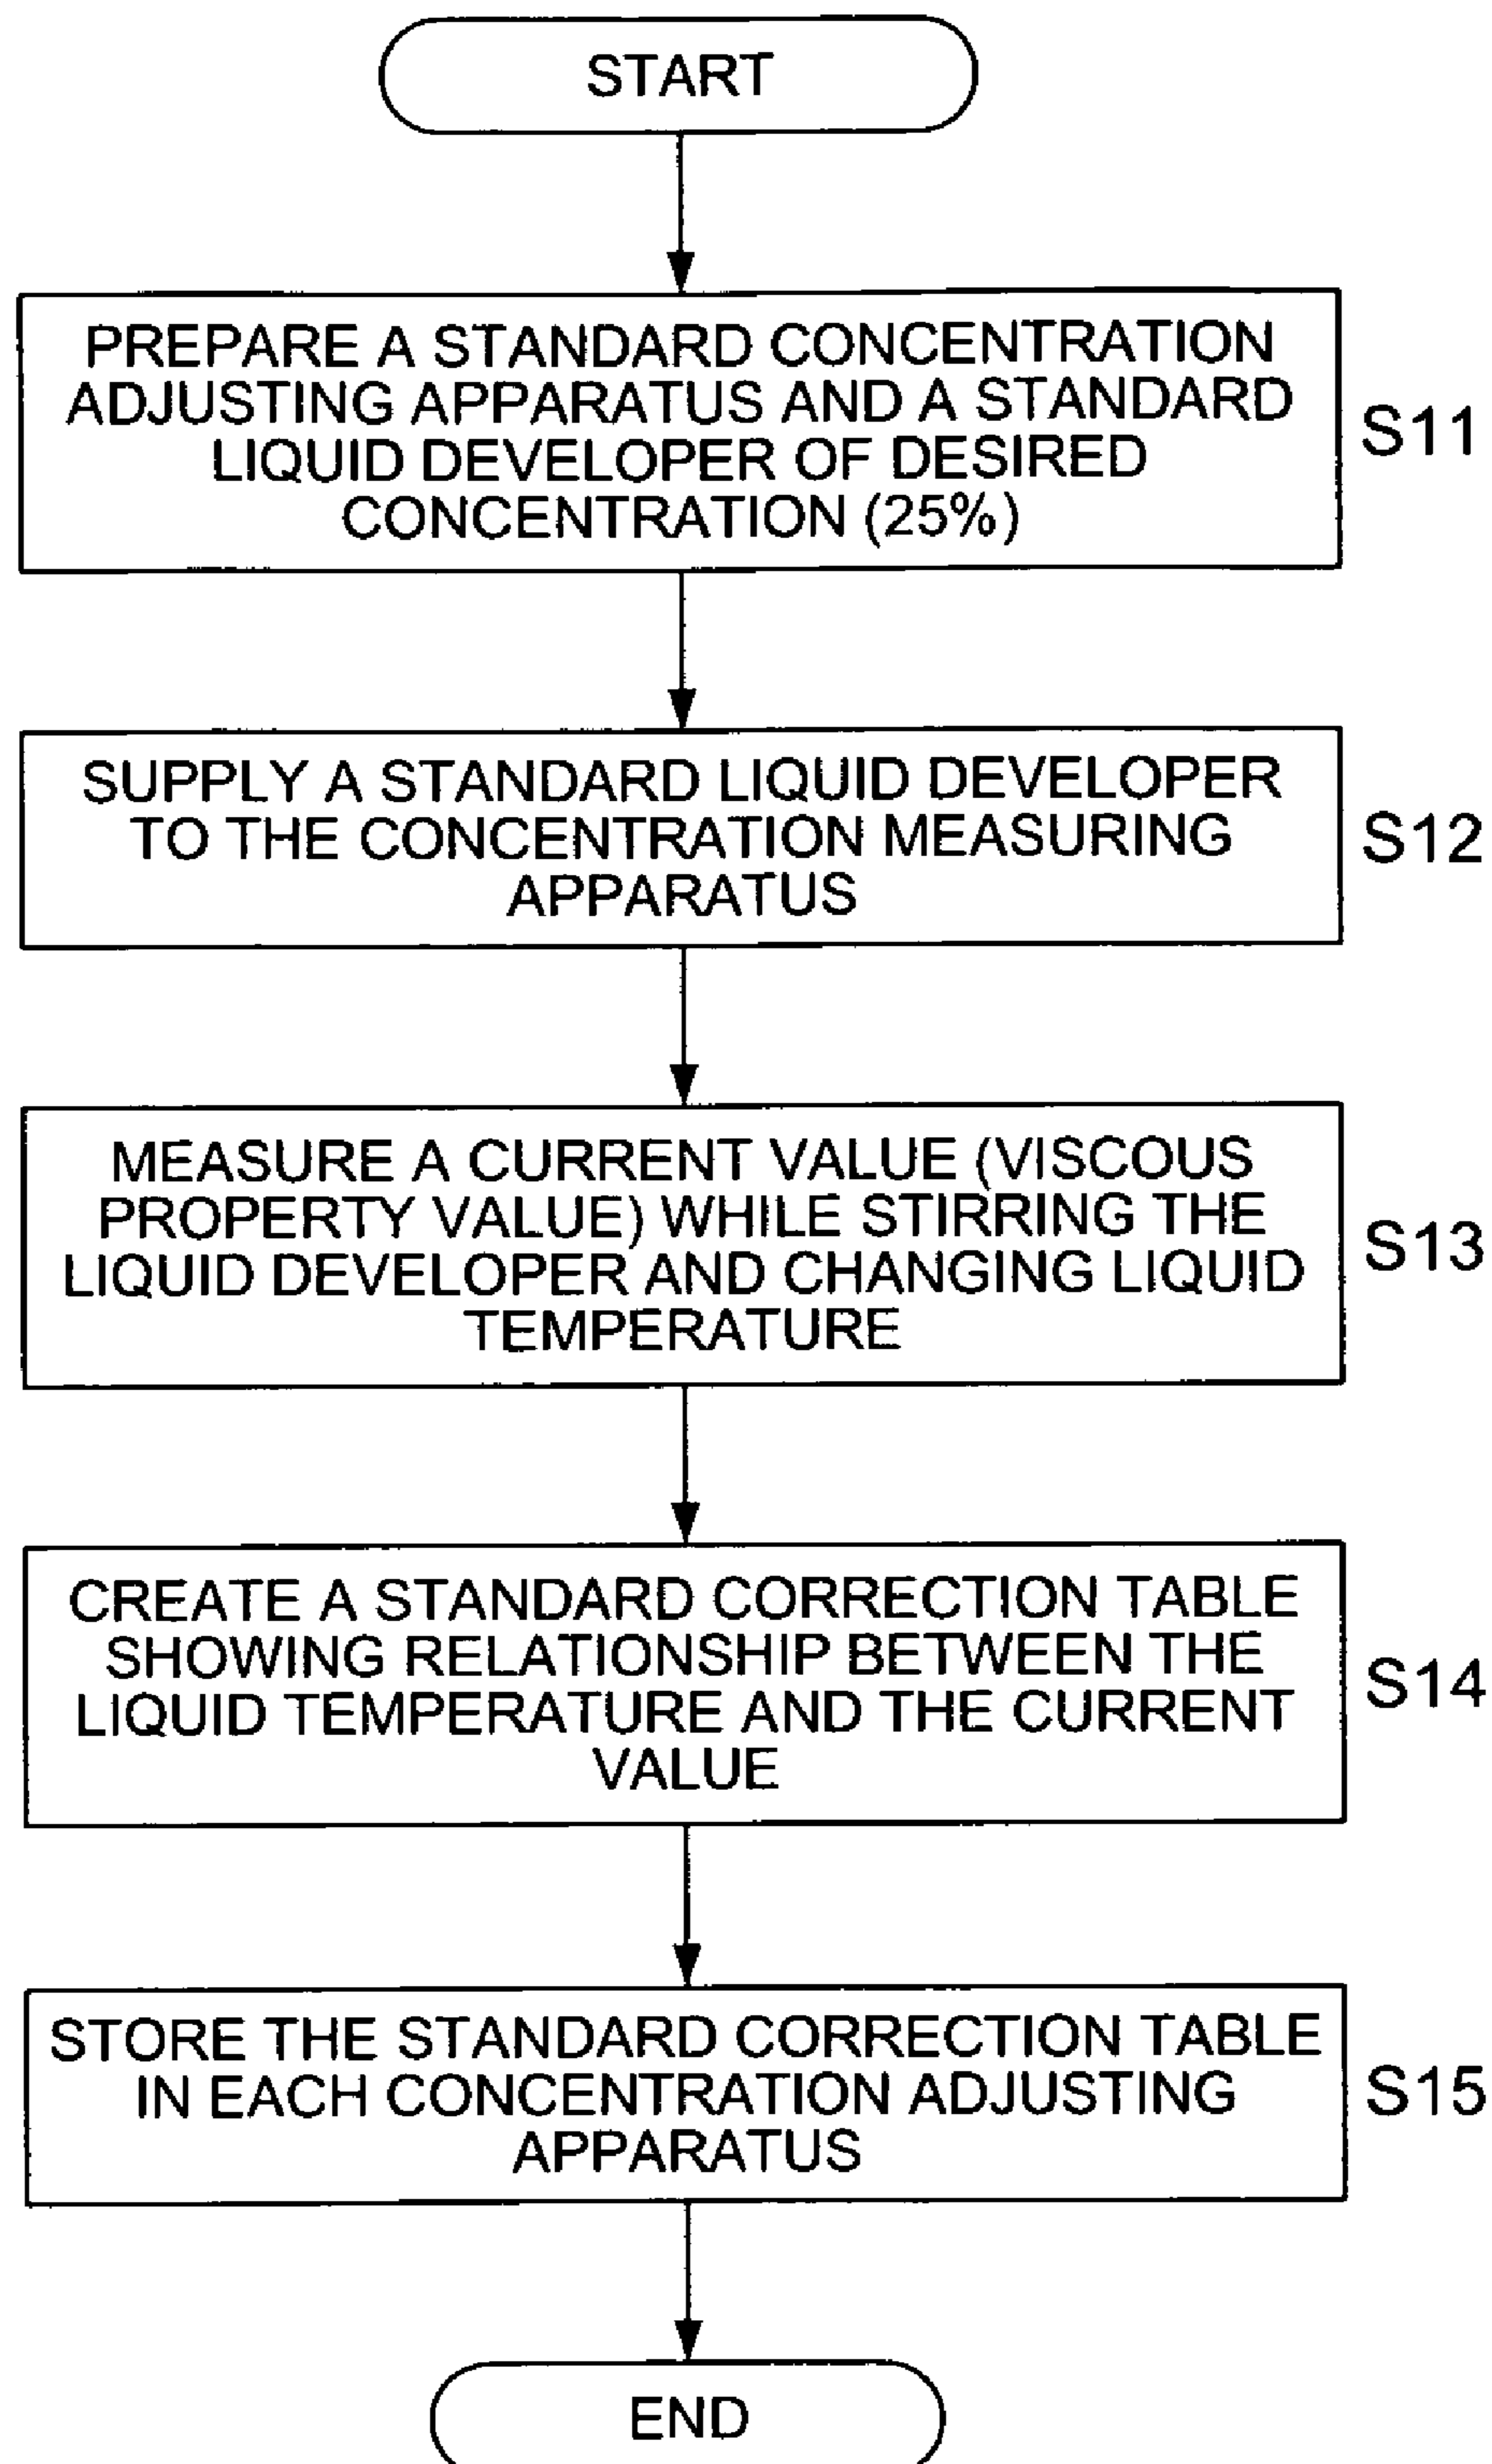 START
PREPARE A STANDARD CONCENTRATION
ADJUSTING APPARATUS AND A STANDARD
LIQUID DEVELOPER OF DESIRED
CONCENTRATION (25%)
S11
SUPPLY A STANDARD LIQUID DEVELOPER
TO THE CONCENTRATION MEASURING
APPARATUS
S12
MEASURE A CURRENT VALUE (VISCOUS
PROPERTY VALUE) WHILE STIRRING THE
LIQUID DEVELOPER AND CHANGING LIQUID
TEMPERATURE
S13
CREATE A STANDARD CORRECTION TABLE
SHOWING RELATIONSHIP BETWEEN THE
LIQUID TEMPERATURE AND THE CURRENT
VALUE
S14
STORE THE STANDARD CORRECTION TABLE
IN EACH CONCENTRATION ADJUSTING
APPARATUS
S15
END